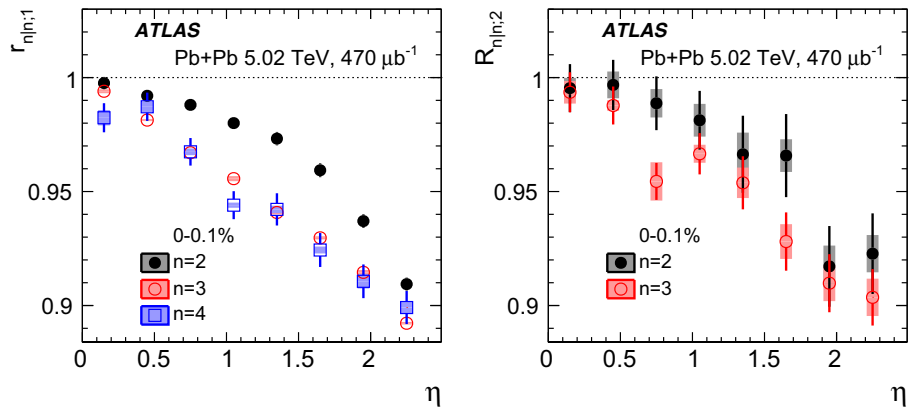 r_{n|n;1}
ATLAS
Pb+Pb 5.02 TeV, 470 μb⁻¹
1
0.95
0.9
0-0.1%
n=2
n=3
n=4
0 0.5 1 1.5 2
η
R_{n|n;2}
ATLAS
Pb+Pb 5.02 TeV, 470 μb⁻¹
1
0.95
0.9
0-0.1%
n=2
n=3
0 0.5 1 1.5 2
η